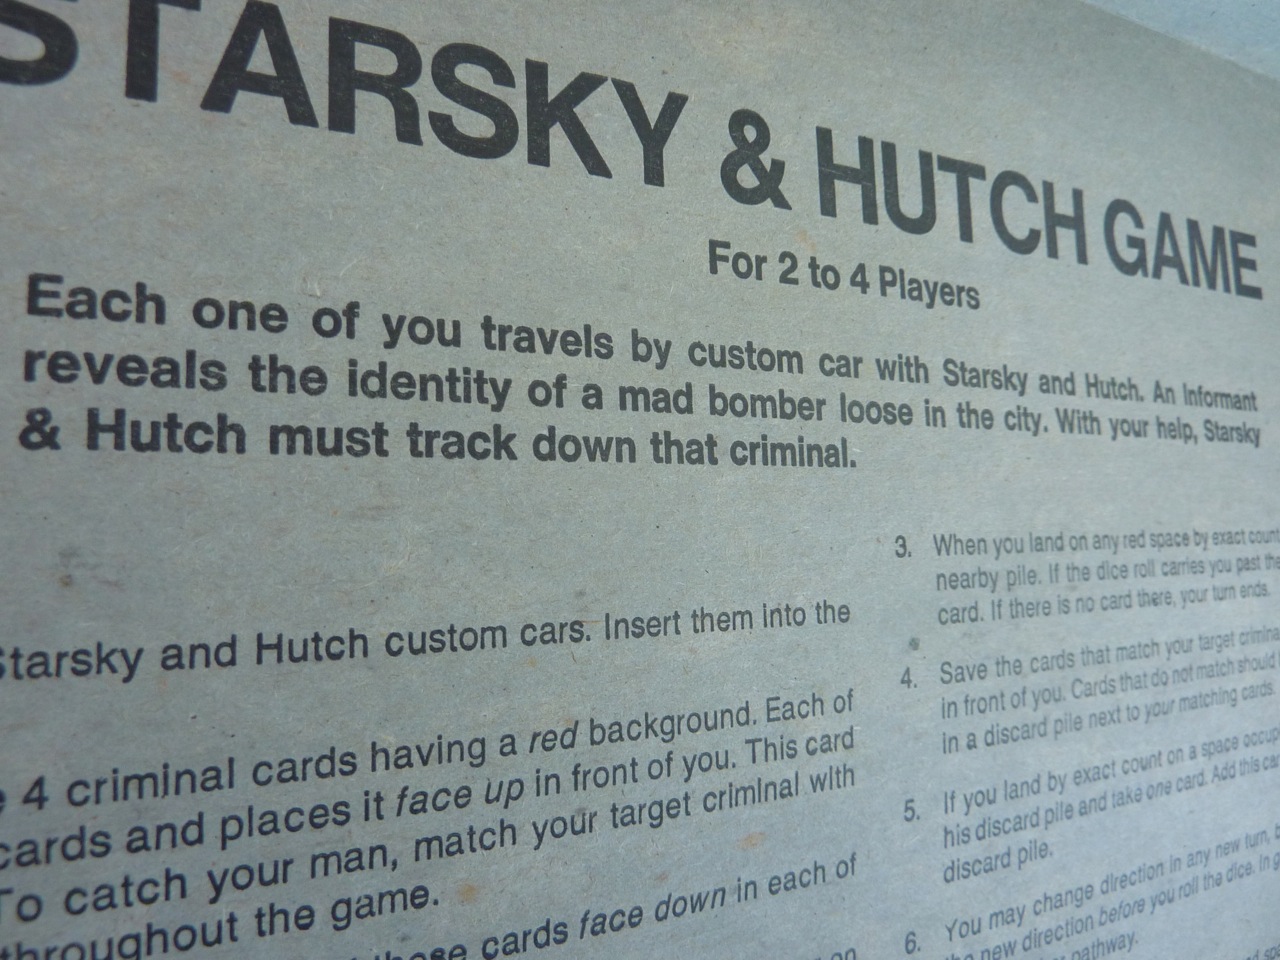 STARSKY & HUTCH GAME
For 2 to 4 Players
Each one of you travels by custom car with Starsky and Hutch. An Informant
reveals the identity of a mad bomber loose in the city. With your help, Starsky
& Hutch must track down that criminal.
Starsky and Hutch custom cars. Insert them into the
4 criminal cards having a red background. Each of
cards and places it face up in front of you. This card
To catch your man, match your target criminal with
throughout the game.
those cards face down in each of
3. When you land on any red space by exact count
nearby pile. If the dice roll carries you past the
card. If there is no card there, your turn ends.
4. Save the cards that match your target
in front of you. Cards that do not match should
in a discard pile next to your matching cards.
5. If you land by exact count on a space
his discard pile and take one card. Add this
discard pile.
6. You may change direction in any new turn,
new direction before you roll the dice. In
pathway.